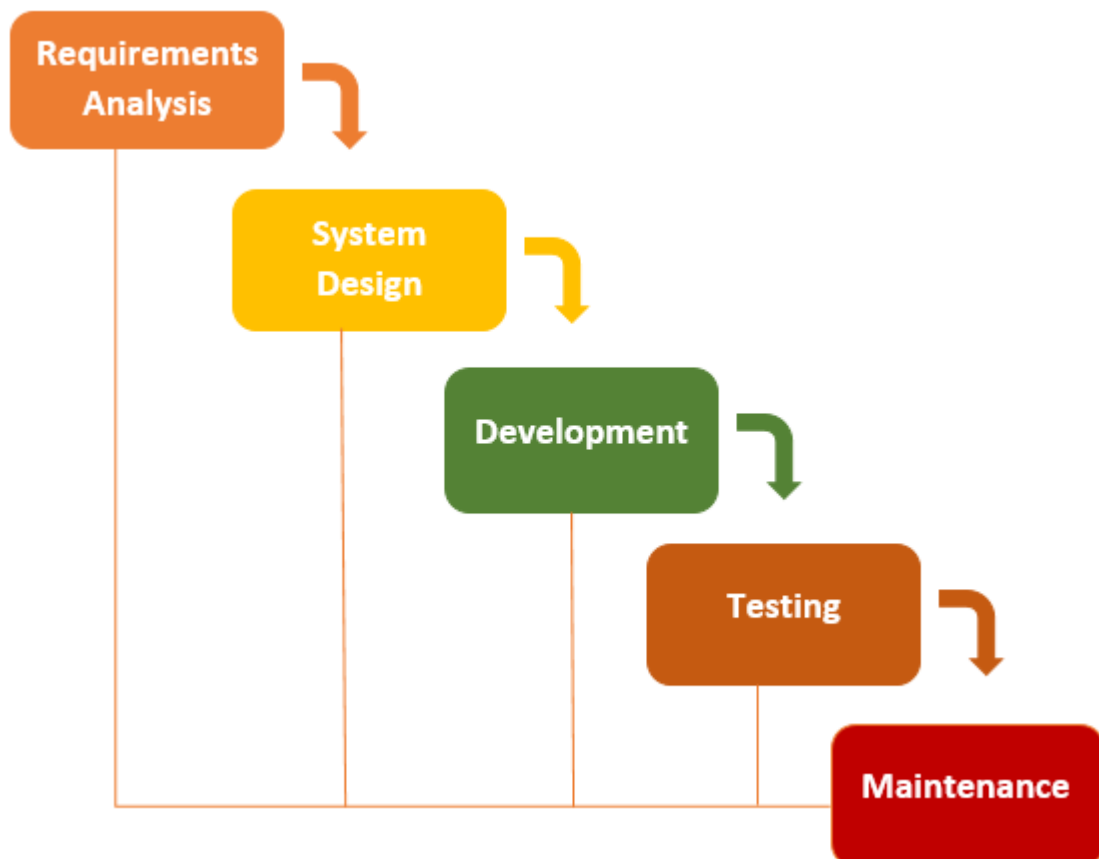 Requirements
Analysis
System
Design
Development
Testing
Maintenance